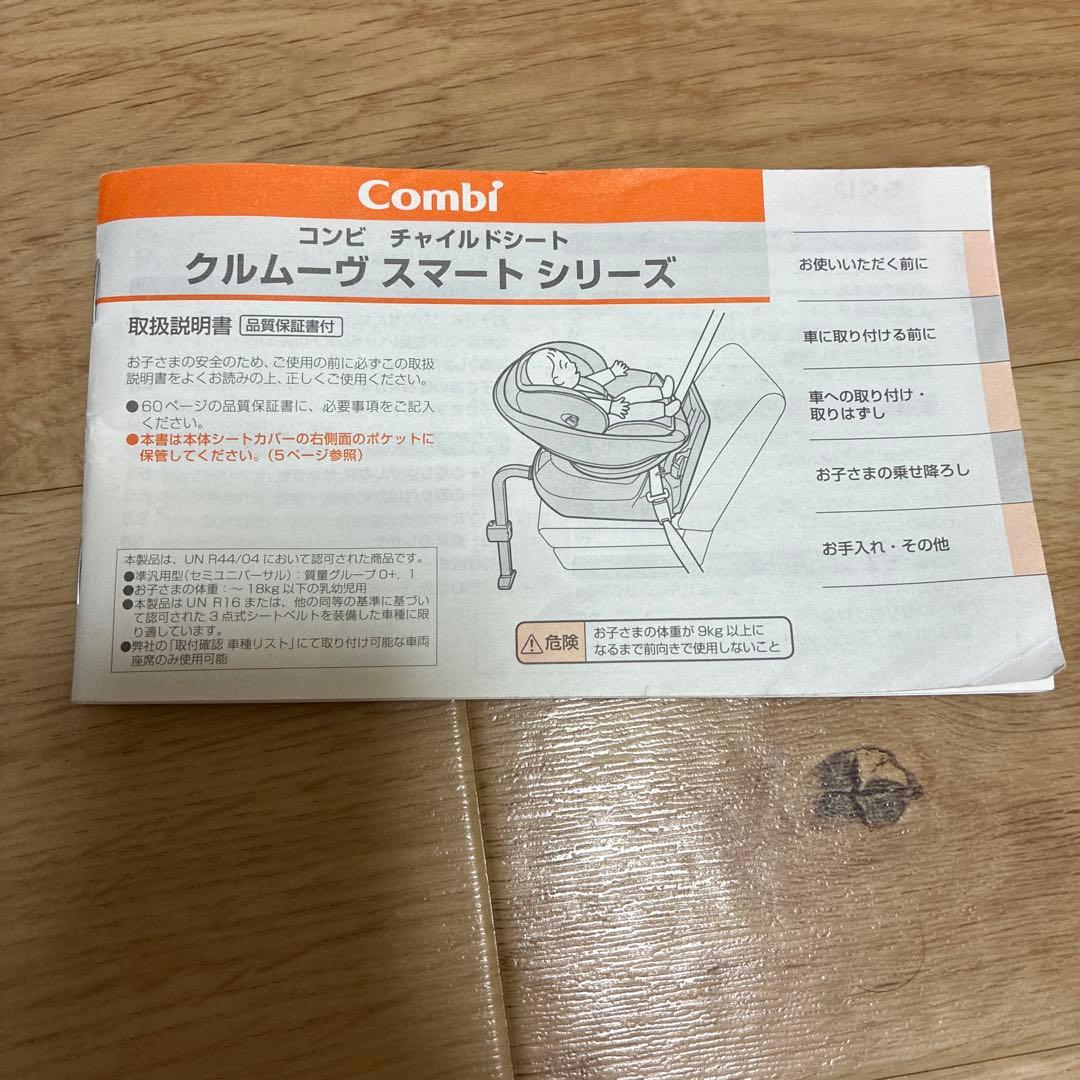 Combi
コンビ チャイルドシート
クルムーヴ スマート シリーズ
取扱説明書 品質保証書付
お子さまの安全のため、ご使用の前に必ずこの取扱
説明書をよくお読みの上、正しくご使用ください。
●60ページの品質保証書に、必要事項をご記入
ください。
●本書は本体シートカバーの右側面のポケットに
保管してください。(5ページ参照)
本製品は、UN R44/04 において認可された商品です。
●準汎用型(セミユニバーサル):質量グループ 0+, 1
●お子さまの体重:~ 18kg 以下の乳幼児用
●本製品は UN R16 または、他の同等の基準に基づい
て認可された 3 点式シートベルトを装備した車種に限
り適しています。
●弊社の「取付確認 車種リスト」にて取り付け可能な車両
座席のみ使用可能
危険
お子さまの体重が 9kg 以上に
なるまで前向きで使用しないこと
お使いいただく前に
車に取り付ける前に
車への取り付け・
取りはずし
お子さまの乗せ降ろし
お手入れ・その他